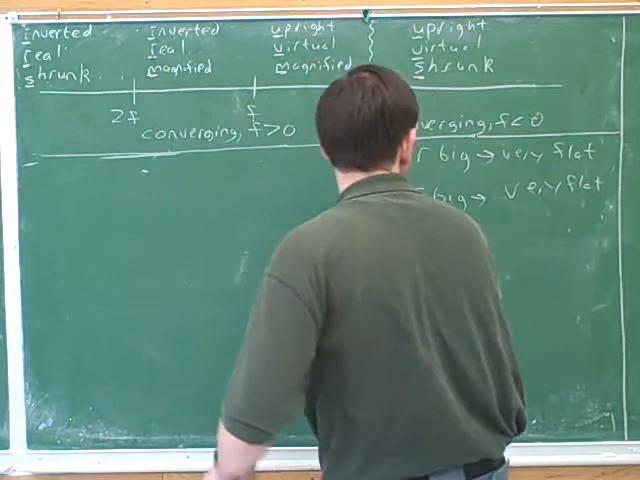 inverted inverted upright upright
real real virtual virtual
shrunk magnified magnified shrunk
2f f
converging, f>0 verging, f<0
r big → very flat
big → very flat